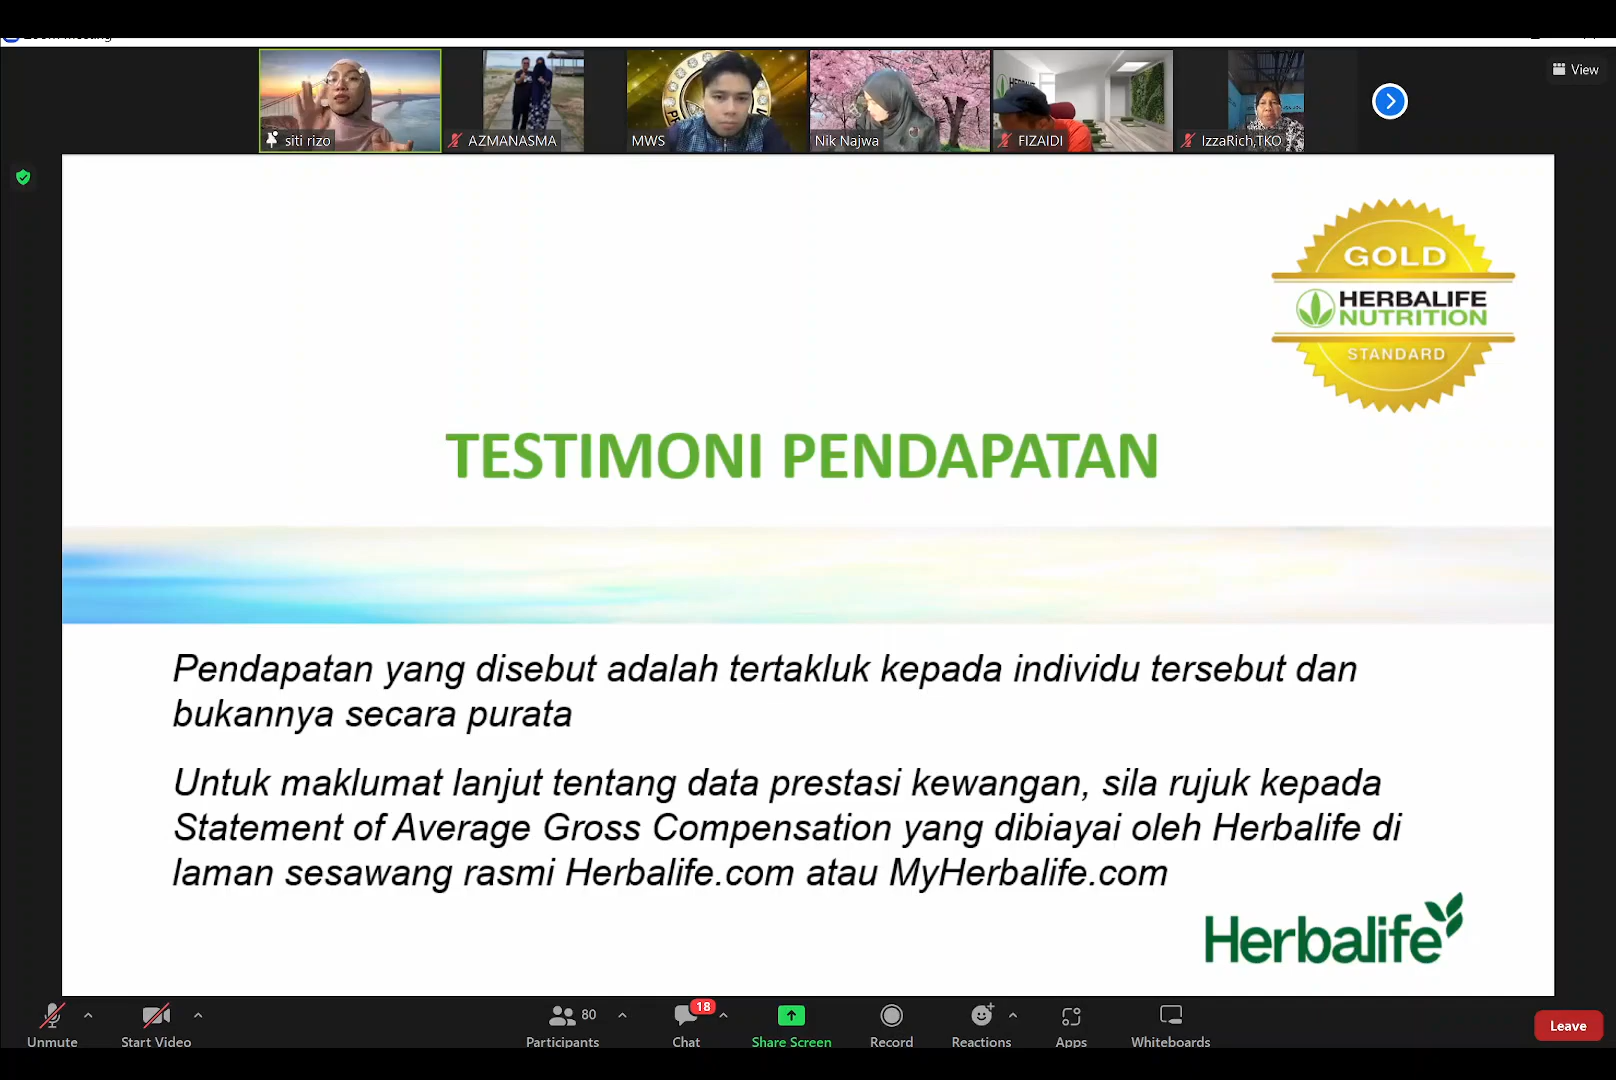 View
siti rizo
AZMANASMA
MWS
Nik Najwa
FIZAIDI
IzzaRich,TKO
GOLD
HERBALIFE
NUTRITION
STANDARD
TESTIMONI PENDAPATAN
Pendapatan yang disebut adalah tertakluk kepada individu tersebut dan
bukannya secara purata
Untuk maklumat lanjut tentang data prestasi kewangan, sila rujuk kepada
Statement of Average Gross Compensation yang dibiayai oleh Herbalife di
laman sesawang rasmi Herbalife.com atau MyHerbalife.com
Herbalife
80
18
Unmute
Start Video
Participants
Chat
Share Screen
Record
Reactions
Apps
Whiteboards
Leave